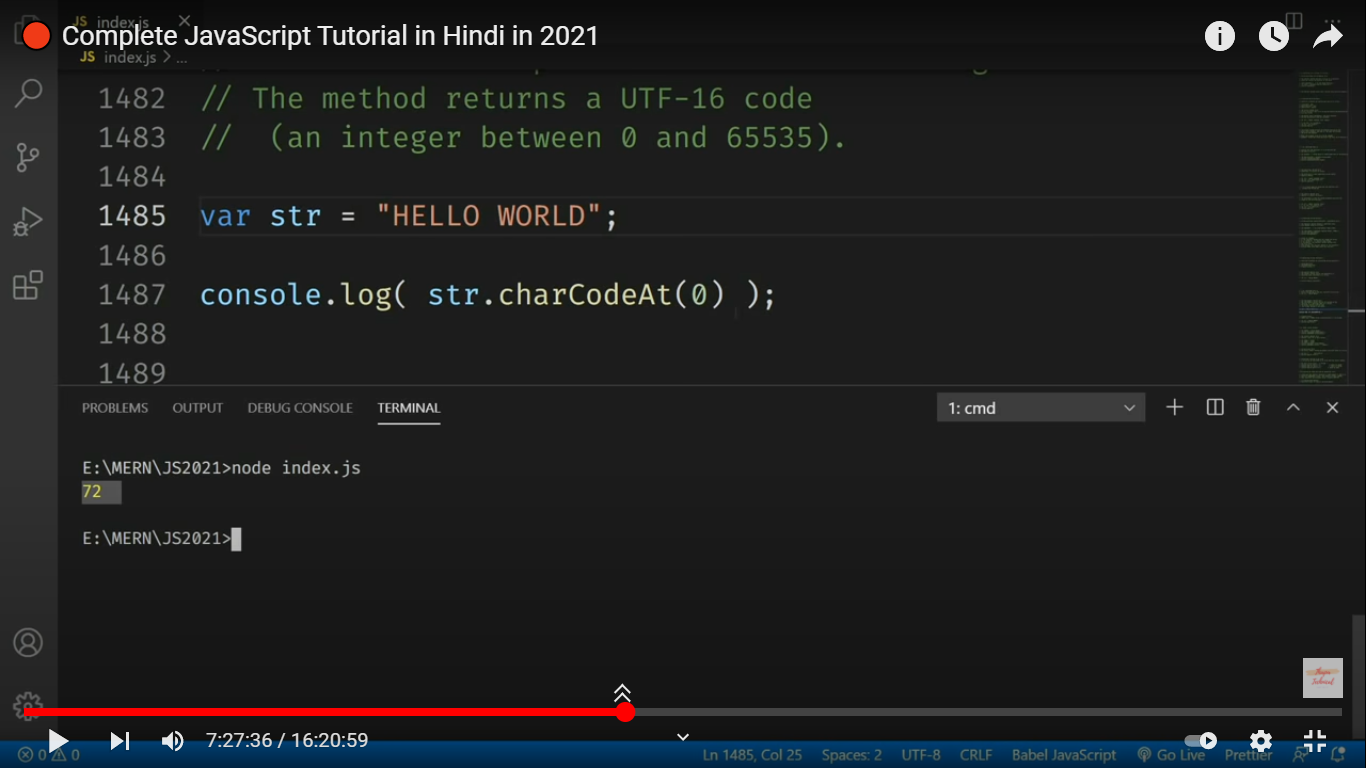 JS index.js
Complete JavaScript Tutorial in Hindi in 2021
JS index.js > ...
1482 // The method returns a UTF-16 code
1483 //  (an integer between 0 and 65535).
1484
1485 var str = "HELLO WORLD";
1486
1487 console.log( str.charCodeAt(0) );
1488
1489
PROBLEMS OUTPUT DEBUG CONSOLE TERMINAL 1: cmd
E:\MERN\JS2021>node index.js
72
E:\MERN\JS2021>
Thapa
Technical
7:27:36 / 16:20:59
0 0 Ln 1485, Col 25 Spaces: 2 UTF-8 CRLF Babel JavaScript Go Live Prettier